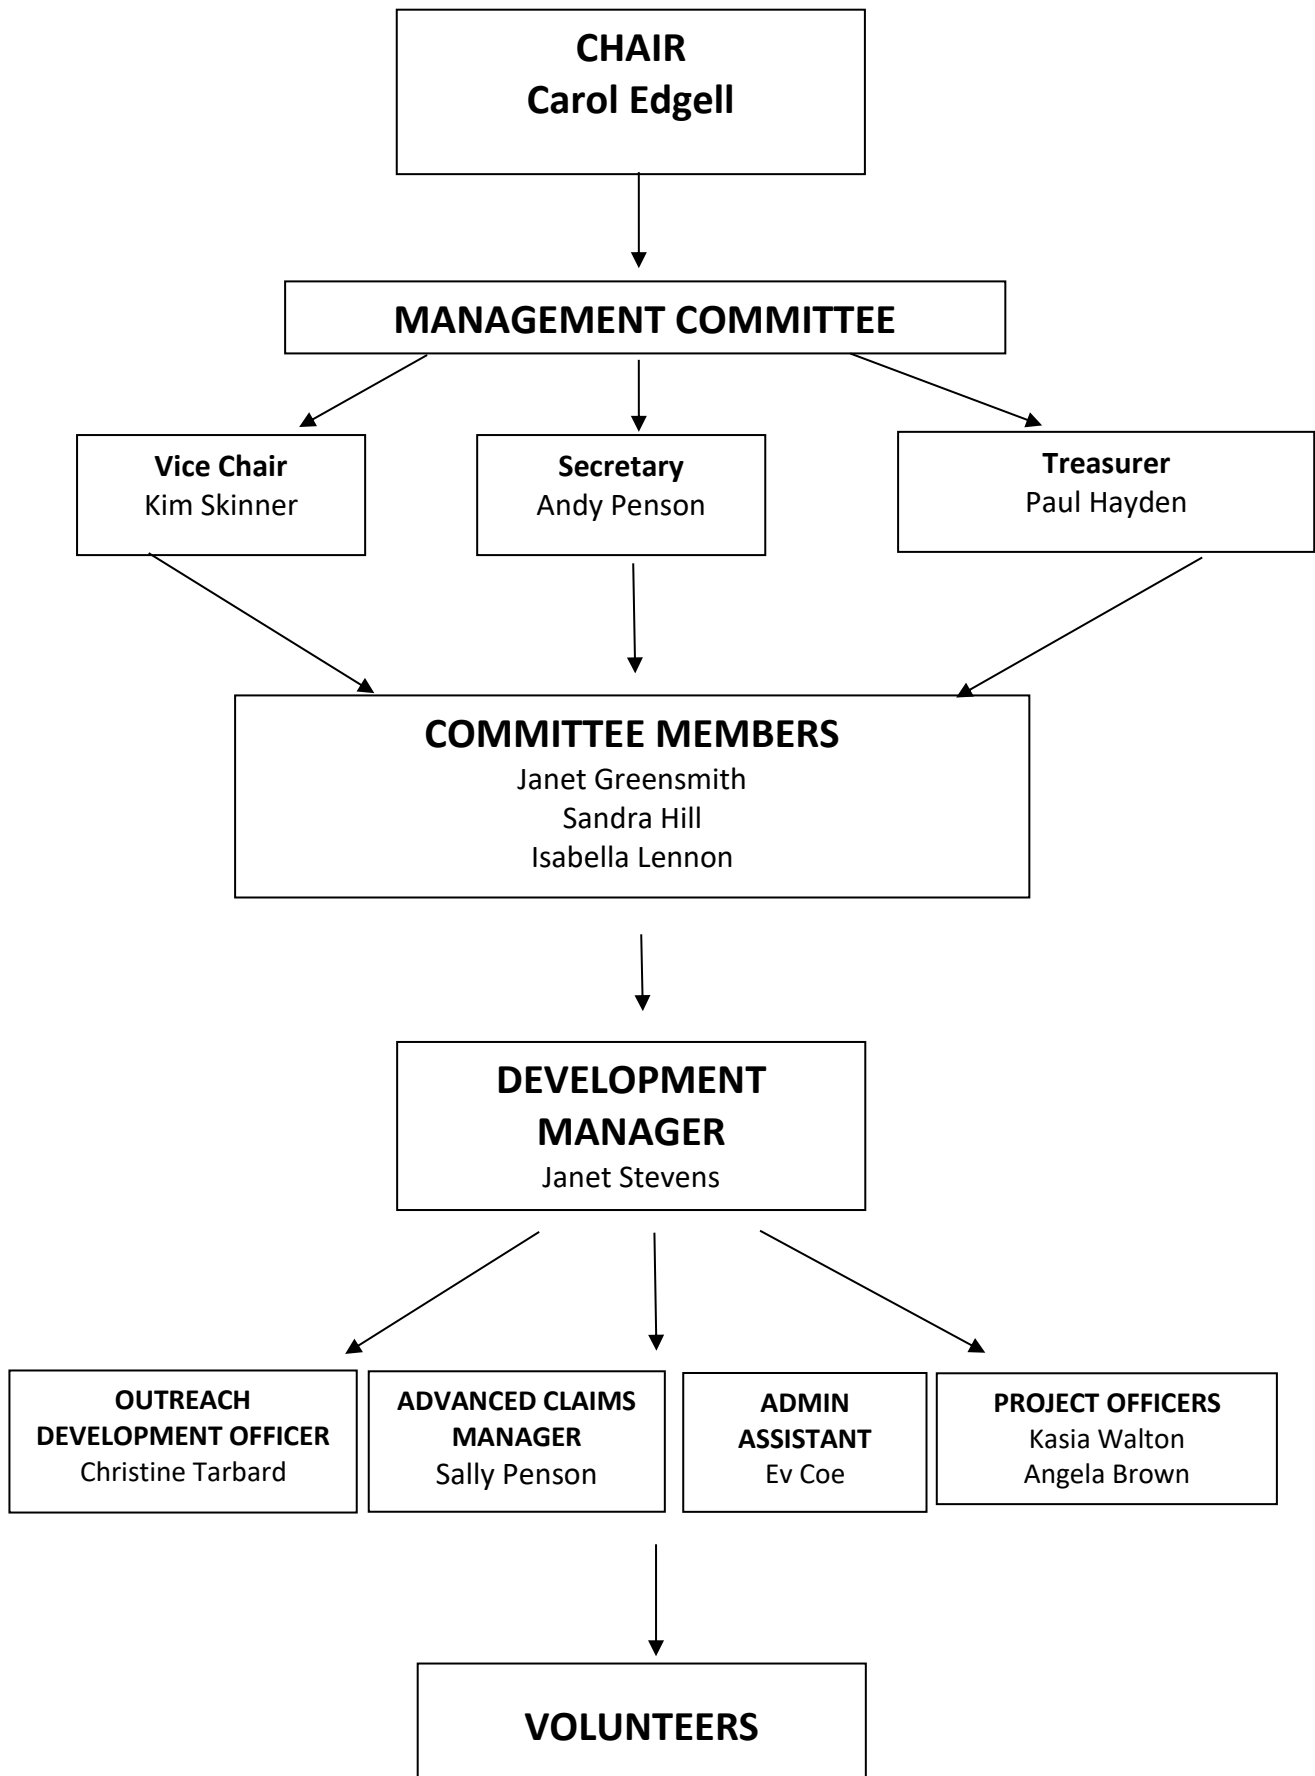 CHAIR
Carol Edgell
MANAGEMENT COMMITTEE
Vice Chair
Kim Skinner
Secretary
Andy Penson
Treasurer
Paul Hayden
COMMITTEE MEMBERS
Janet Greensmith
Sandra Hill
Isabella Lennon
DEVELOPMENT
MANAGER
Janet Stevens
OUTREACH
DEVELOPMENT OFFICER
Christine Tarbard
ADVANCED CLAIMS
MANAGER
Sally Penson
ADMIN
ASSISTANT
Ev Coe
PROJECT OFFICERS
Kasia Walton
Angela Brown
VOLUNTEERS